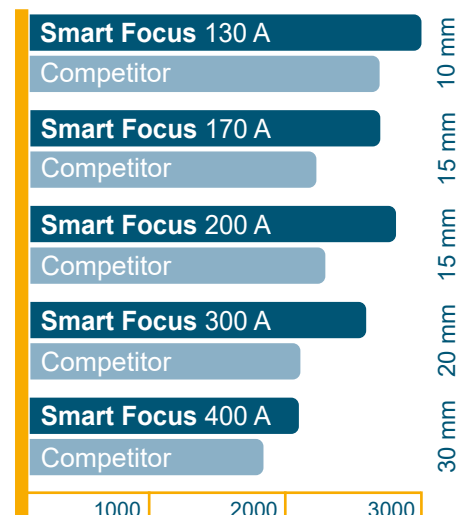 Smart Focus 130 A
Competitor
10 mm
Smart Focus 170 A
Competitor
15 mm
Smart Focus 200 A
Competitor
15 mm
Smart Focus 300 A
Competitor
20 mm
Smart Focus 400 A
Competitor
30 mm
1000 2000 3000